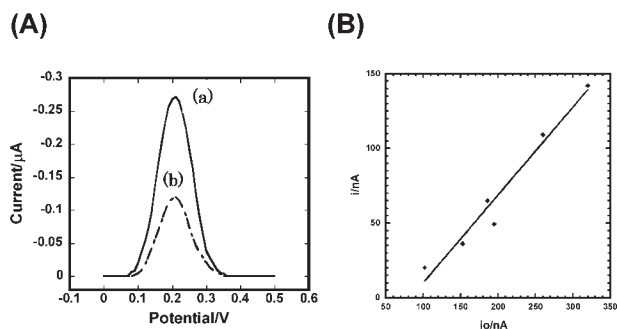 (A)
-0.3
-0.25
-0.2
-0.15
-0.1
-0.05
0
Current/μA
(a)
(b)
-0.1 0 0.1 0.2 0.3 0.4 0.5 0.6
Potential/V
(B)
150
100
50
0
i/nA
50 100 150 200 250 300 350
io/nA